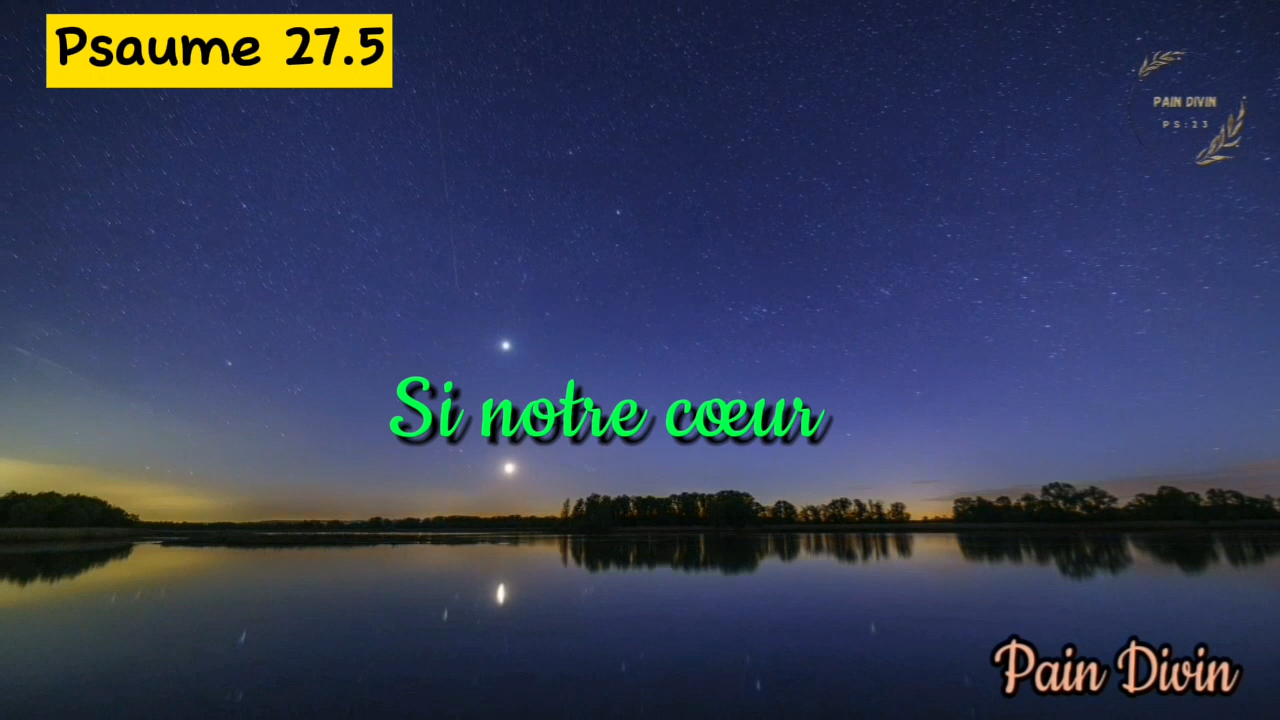 Psaume 27.5
PAIN DIVIN
PS:23
Si notre cœur
Pain Divin